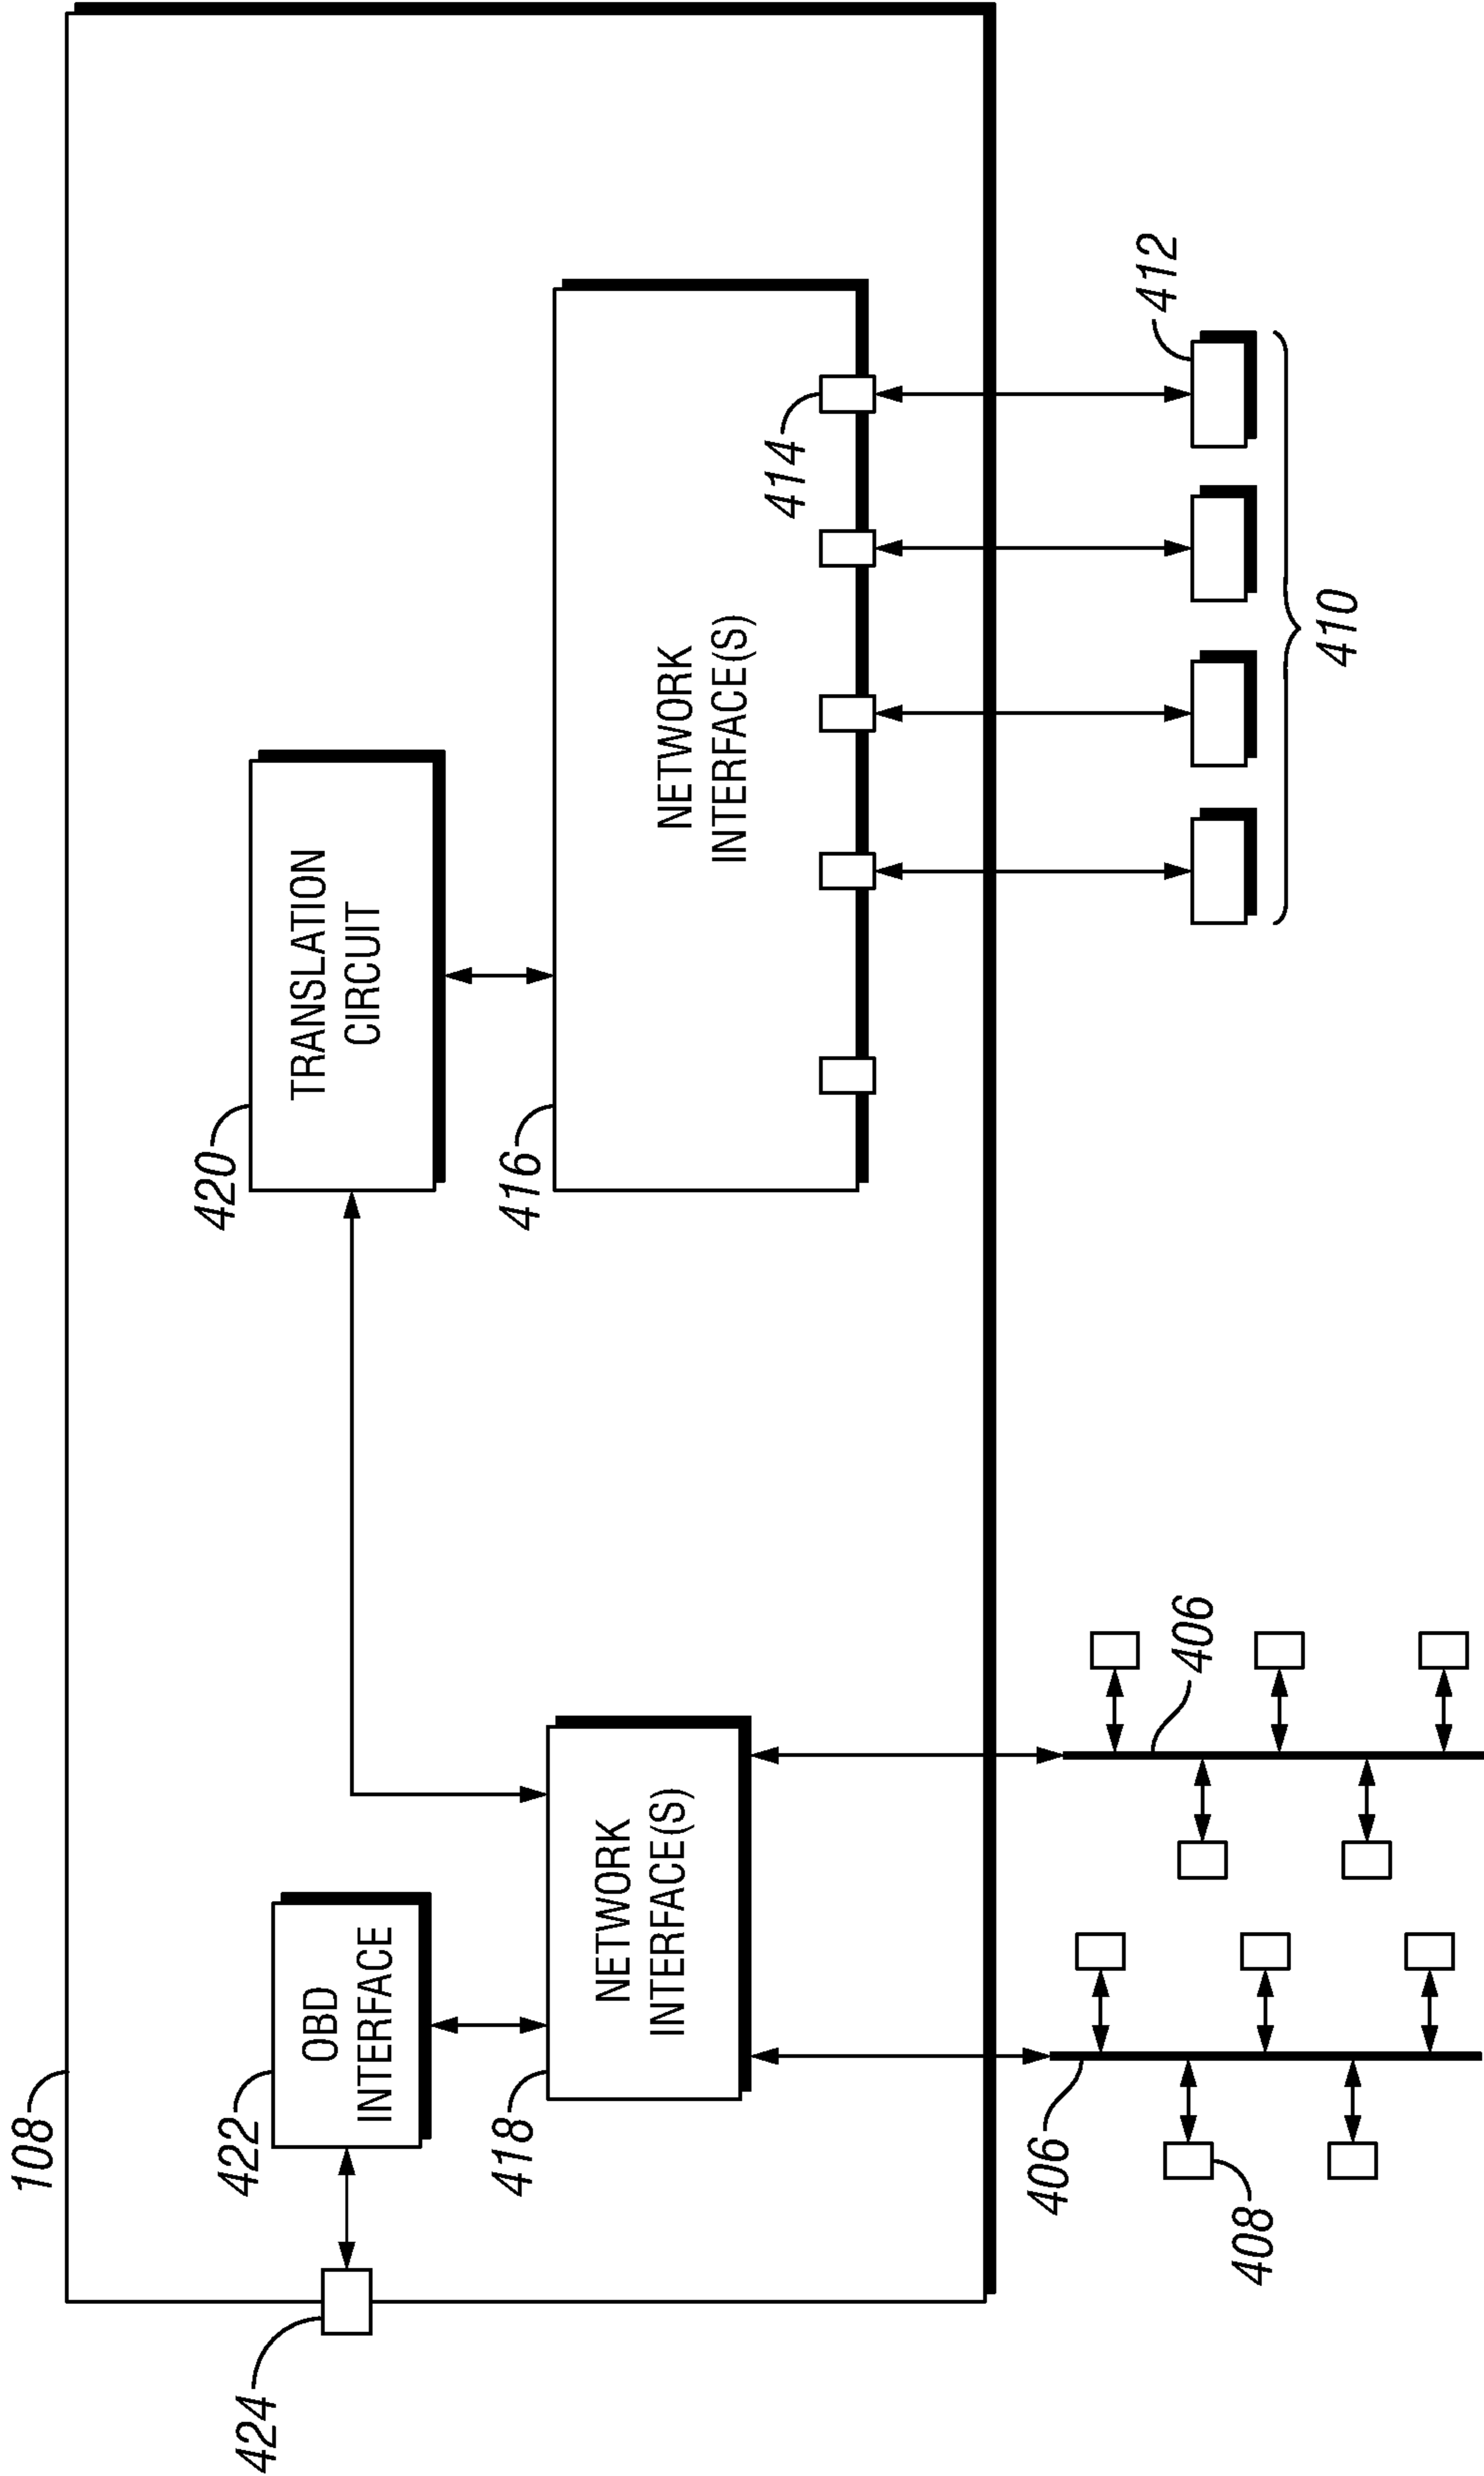 108
424
422
OBD
INTERFACE
420
TRANSLATION
CIRCUIT
418
NETWORK
INTERFACE(S)
416
NETWORK
INTERFACE(S)
414
406
408
406
412
410